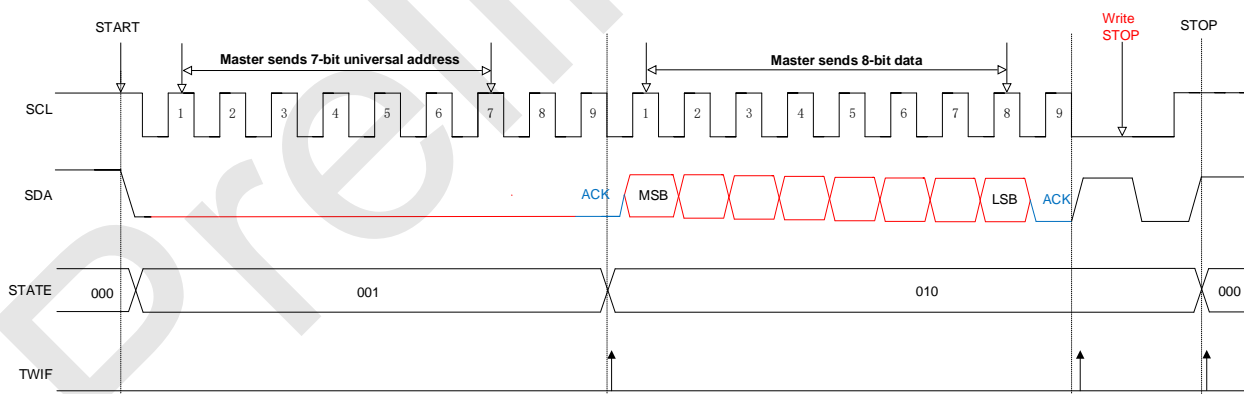 START
Write
STOP
STOP
Master sends 7-bit universal address
Master sends 8-bit data
SCL
1 2 3 4 5 6 7 8 9 1 2 3 4 5 6 7 8 9
SDA
ACK
MSB
LSB
ACK
STATE
000
001
010
000
TWIF